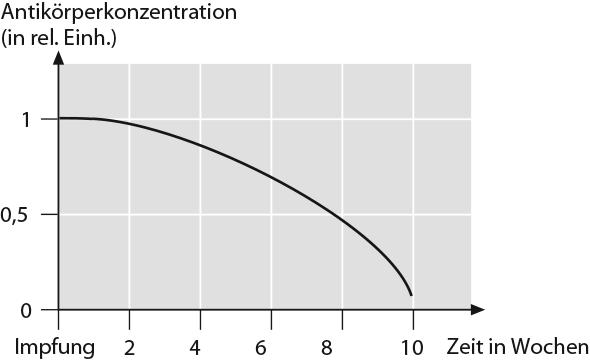 Antikörperkonzentration
(in rel. Einh.)
1
0,5
0
Impfung 2 4 6 8 10 Zeit in Wochen